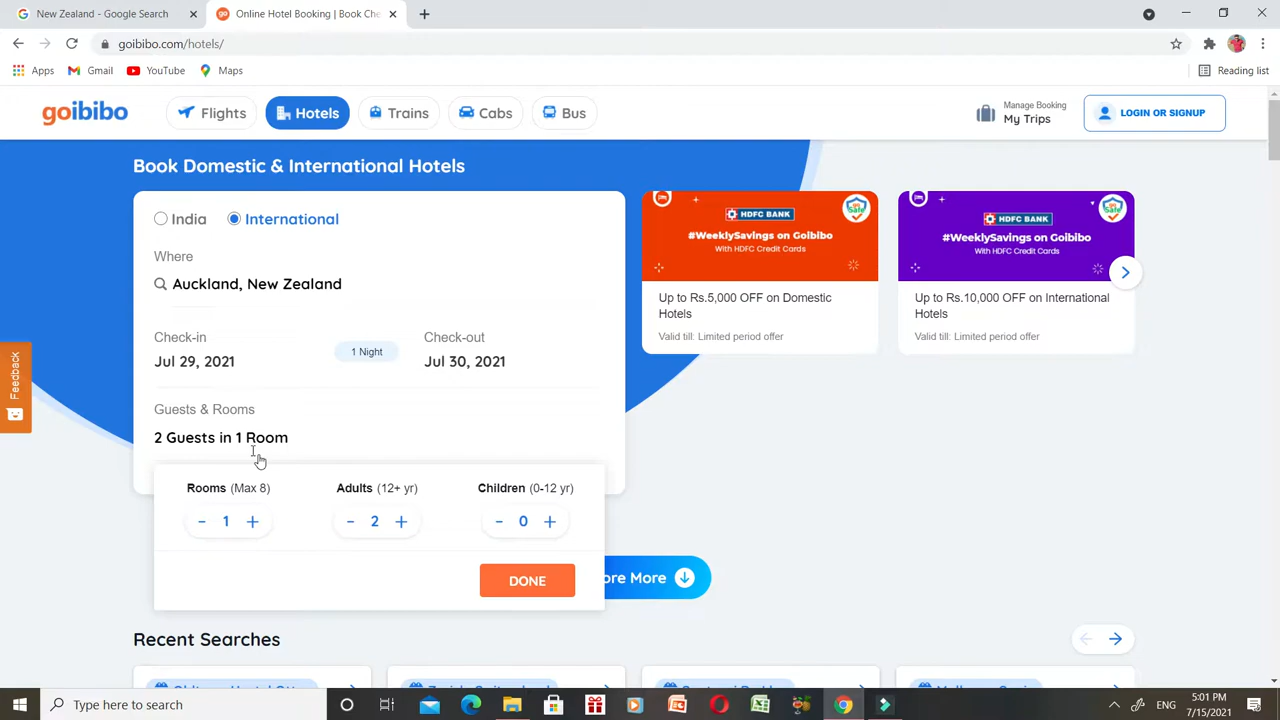 New Zealand - Google Search
Online Hotel Booking | Book Che
goibibo.com/hotels/
Apps
Gmail
YouTube
Maps
Reading list
goibibo
Flights
Hotels
Trains
Cabs
Bus
Manage Booking
My Trips
LOGIN OR SIGNUP
Book Domestic & International Hotels
India
International
Where
Auckland, New Zealand
Check-in
Jul 29, 2021
1 Night
Check-out
Jul 30, 2021
Guests & Rooms
2 Guests in 1 Room
Rooms (Max 8)
- 1 +
Adults (12+ yr)
- 2 +
Children (0-12 yr)
- 0 +
DONE
HDFC BANK
#WeeklySavings on Goibibo
With HDFC Credit Cards
Up to Rs.5,000 OFF on Domestic
Hotels
Valid till: Limited period offer
HDFC BANK
#WeeklySavings on Goibibo
With HDFC Credit Cards
Up to Rs.10,000 OFF on International
Hotels
Valid till: Limited period offer
Feedback
ore More
Recent Searches
Type here to search
ENG
5:01 PM
7/15/2021